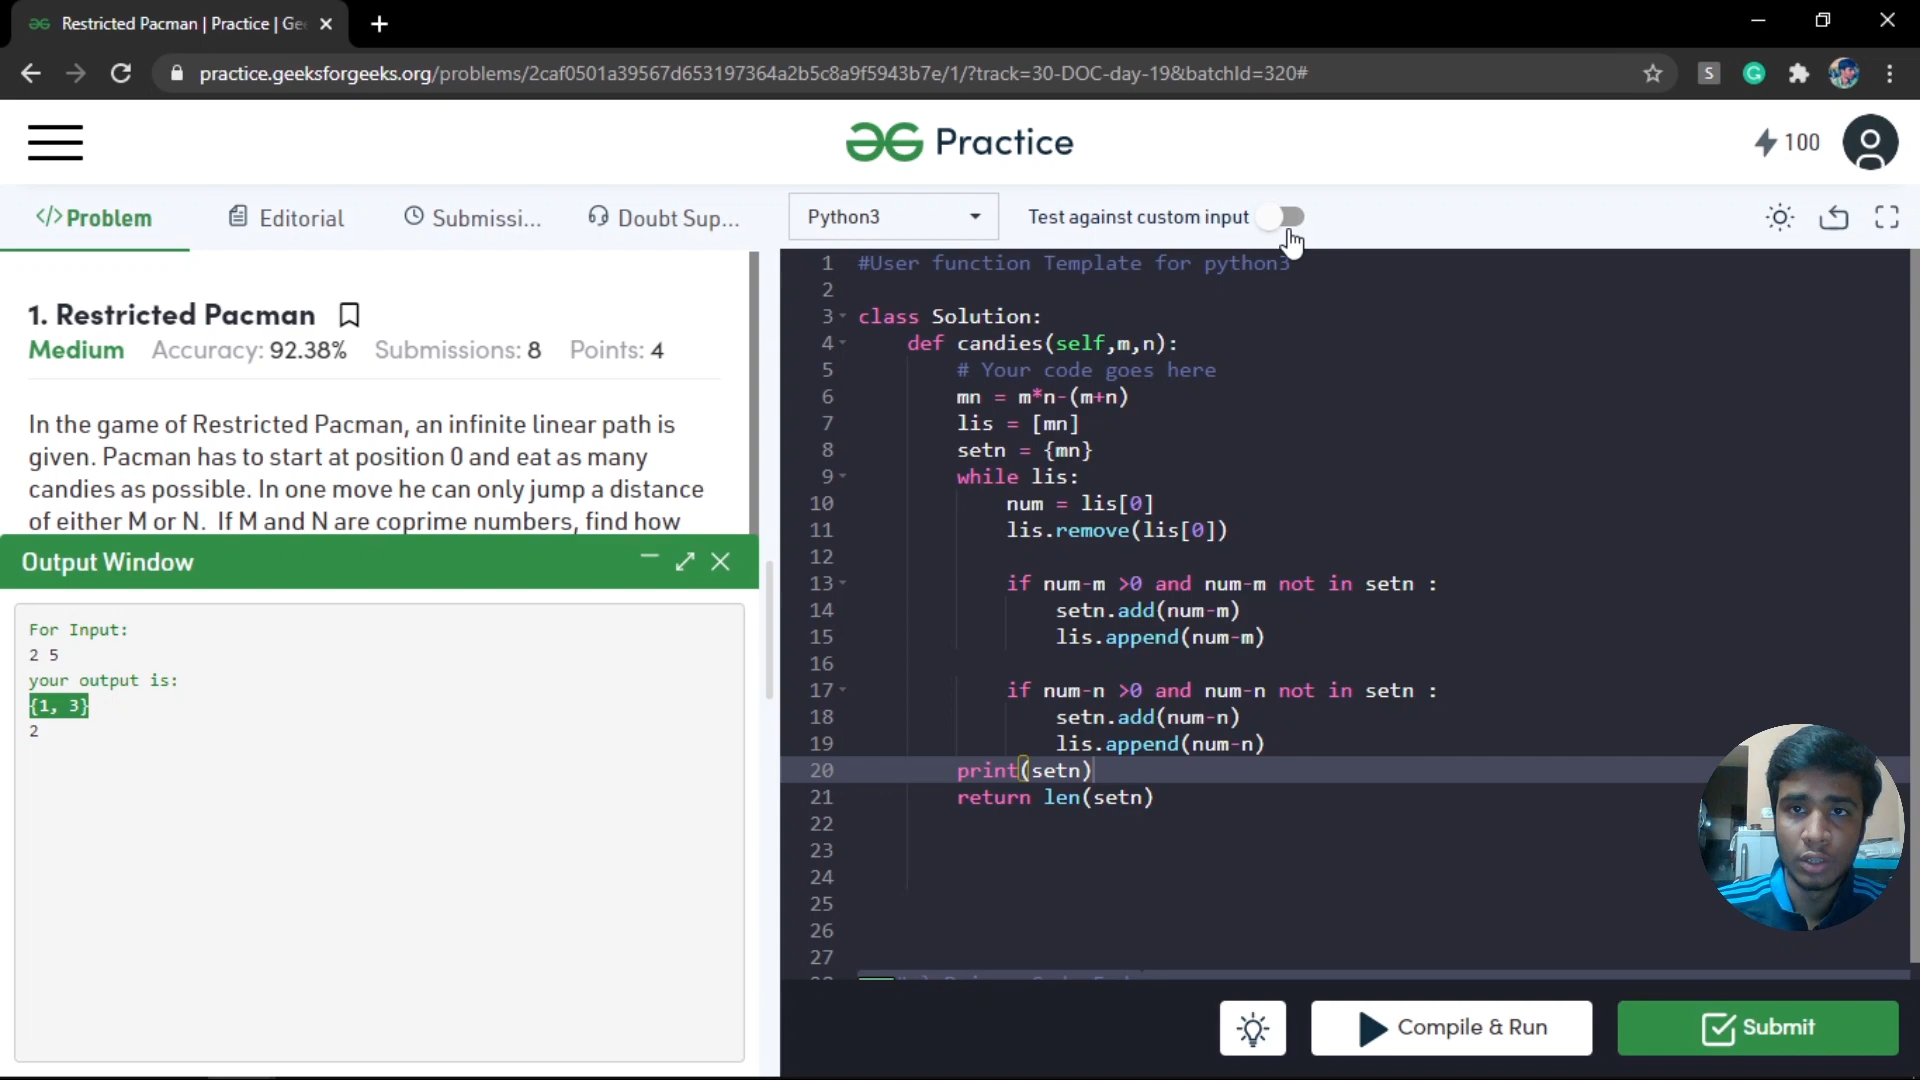 Restricted Pacman | Practice | Ge
practice.geeksforgeeks.org/problems/2caf0501a39567d653197364a2b5c8a9f5943b7e/1/?track=30-DOC-day-19&batchId=320#
S
G
Practice
100
</>Problem
Editorial
Submissi...
Doubt Sup...
Python3
Test against custom input
1. Restricted Pacman
Medium Accuracy: 92.38% Submissions: 8 Points: 4
In the game of Restricted Pacman, an infinite linear path is
given. Pacman has to start at position 0 and eat as many
candies as possible. In one move he can only jump a distance
of either M or N. If M and N are coprime numbers, find how
Output Window
For Input:
2 5
your output is:
{1, 3}
2
1 #User function Template for python3
2
3 class Solution:
4 def candies(self,m,n):
5 # Your code goes here
6 mn = m*n-(m+n)
7 lis = [mn]
8 setn = {mn}
9 while lis:
10 num = lis[0]
11 lis.remove(lis[0])
12
13 if num-m >0 and num-m not in setn :
14 setn.add(num-m)
15 lis.append(num-m)
16
17 if num-n >0 and num-n not in setn :
18 setn.add(num-n)
19 lis.append(num-n)
20 print(setn)
21 return len(setn)
22
23
24
25
26
27
Compile & Run
Submit